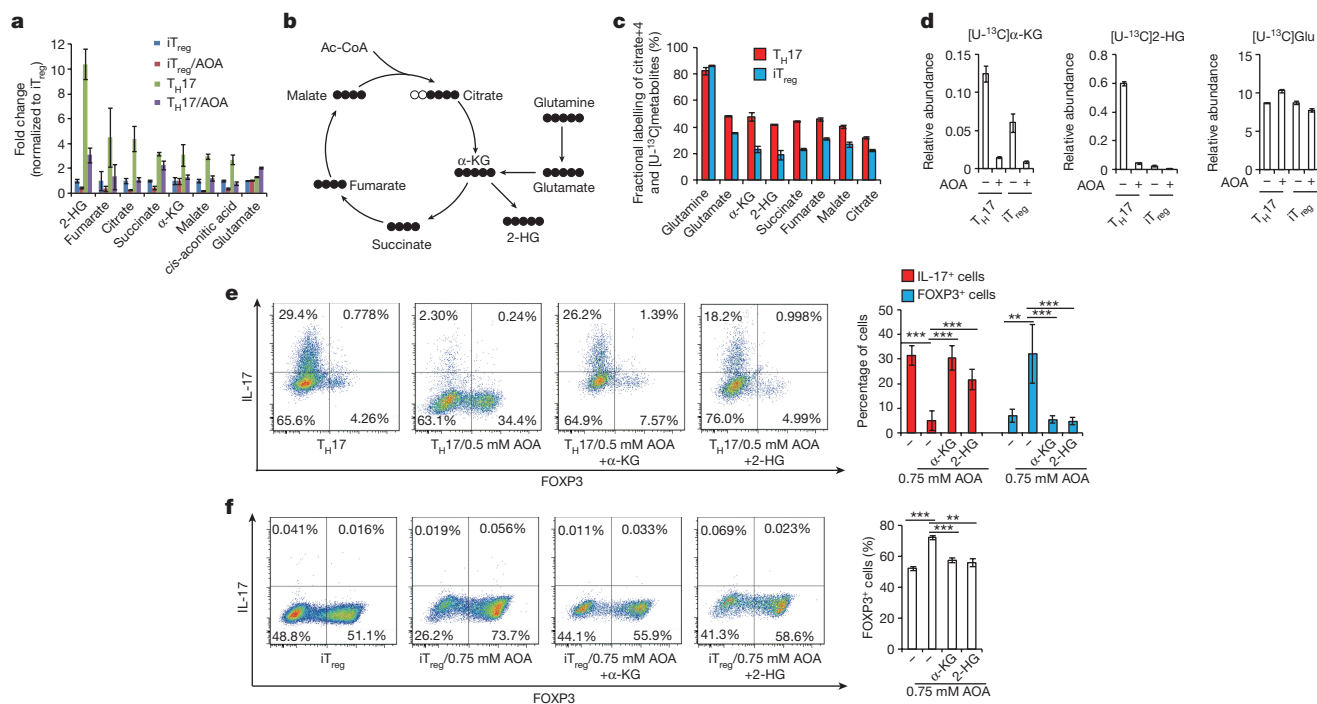 a
Fold change
(normalized to iTreg)
12
10
8
6
4
2
0
iTreg
iTreg/AOA
TH17
TH17/AOA
2-HG
Fumarate
Citrate
Succinate
α-KG
Malate
cis-aconitic acid
Glutamate
b
Ac-CoA
Malate
Citrate
Glutamine
α-KG
Glutamate
Fumarate
Succinate
2-HG
c
Fractional labelling of citrate+4
and [U-13C]metabolites (%)
100
80
60
40
20
0
TH17
iTreg
Glutamine
Glutamate
α-KG
2-HG
Succinate
Fumarate
Malate
Citrate
d
[U-13C]α-KG
Relative abundance
0.15
0.10
0.05
0
AOA − + − +
TH17 iTreg
[U-13C]2-HG
Relative abundance
0.8
0.6
0.4
0.2
0
AOA − + − +
TH17 iTreg
[U-13C]Glu
Relative abundance
15
10
5
0
AOA − + − +
TH17 iTreg
e
IL-17
29.4% 0.778%
65.6% 4.26%
TH17
2.30% 0.24%
63.1% 34.4%
TH17/0.5 mM AOA
26.2% 1.39%
64.9% 7.57%
TH17/0.5 mM AOA
+α-KG
18.2% 0.998%
76.0% 4.99%
TH17/0.5 mM AOA
+2-HG
FOXP3
IL-17+ cells
FOXP3+ cells
Percentage of cells
50
40
30
20
10
0
*** *** ***
** *** ***
− − α-KG 2-HG − − α-KG 2-HG
0.75 mM AOA 0.75 mM AOA
f
IL-17
0.041% 0.016%
48.8% 51.1%
iTreg
0.019% 0.056%
26.2% 73.7%
iTreg/0.75 mM AOA
0.011% 0.033%
44.1% 55.9%
iTreg/0.75 mM AOA
+α-KG
0.069% 0.023%
41.3% 58.6%
iTreg/0.75 mM AOA
+2-HG
FOXP3
FOXP3+ cells (%)
80
60
40
20
0
*** ** ***
− − α-KG 2-HG
0.75 mM AOA